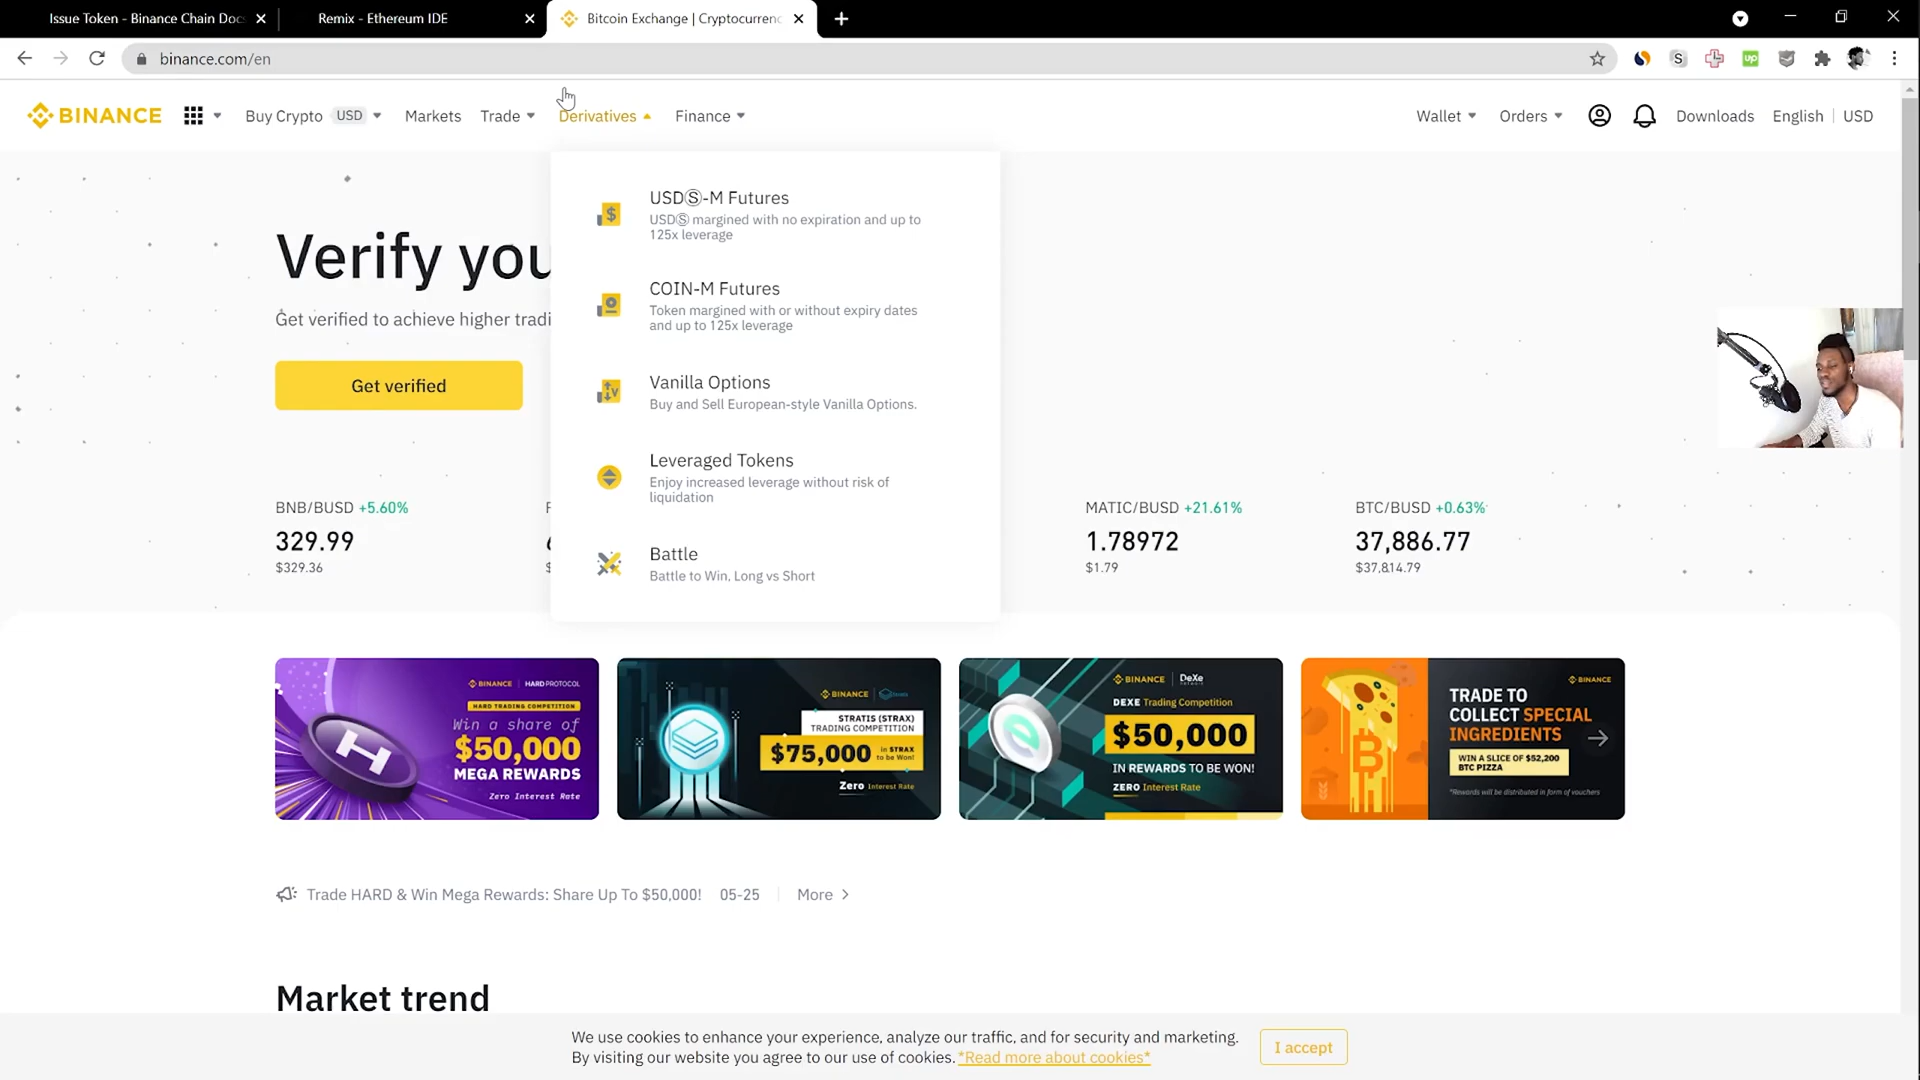 Issue Token - Binance Chain Doc
Remix - Ethereum IDE
Bitcoin Exchange | Cryptocurrenc
binance.com/en
BINANCE
Buy Crypto USD
Markets
Trade
Derivatives
Finance
Wallet
Orders
Downloads
English
USD
USDⓈ-M Futures
USDⓈ margined with no expiration and up to
125x leverage
COIN-M Futures
Token margined with or without expiry dates
and up to 125x leverage
Vanilla Options
Buy and Sell European-style Vanilla Options.
Leveraged Tokens
Enjoy increased leverage without risk of
liquidation
Battle
Battle to Win, Long vs Short
Verify you
Get verified to achieve higher tradi
Get verified
BNB/BUSD +5.60%
329.99
$329.36
MATIC/BUSD +21.61%
1.78972
$1.79
BTC/BUSD +0.63%
37,886.77
$37,814.79
BINANCE | HARD PROTOCOL
HARD TRADING COMPETITION
Win a share of
$50,000
MEGA REWARDS
Zero Interest Rate
BINANCE | Stratis
STRATIS (STRAX)
TRADING COMPETITION
$75,000 in STRAX
to be Won!
Zero Interest Rate
BINANCE | DeXe
NETWORK
DEXE Trading Competition
$50,000
IN REWARDS TO BE WON!
ZERO Interest Rate
BINANCE
TRADE TO
COLLECT SPECIAL
INGREDIENTS
WIN A SLICE OF $52,200
BTC PIZZA
*Rewards will be distributed in form of vouchers
Trade HARD & Win Mega Rewards: Share Up To $50,000! 05-25
More
Market trend
We use cookies to enhance your experience, analyze our traffic, and for security and marketing.
By visiting our website you agree to our use of cookies. *Read more about cookies*
I accept